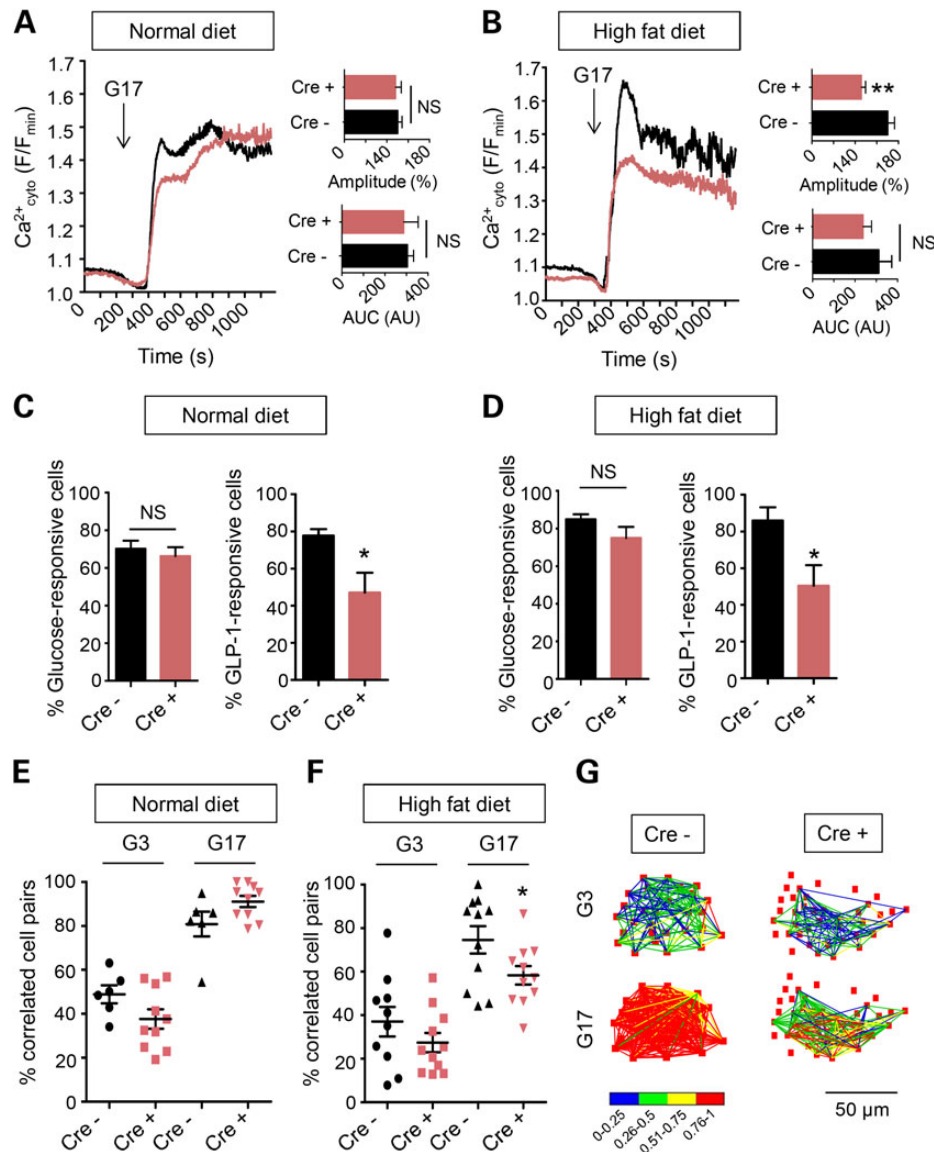 A
Normal diet
G17
Ca²⁺cyto (F/Fmin)
1.7
1.6
1.5
1.4
1.3
1.2
1.1
1.0
0
200
400
600
800
1000
Time (s)
Cre +
Cre -
NS
0
140
180
Amplitude (%)
Cre +
Cre -
NS
0
200
400
AUC (AU)
B
High fat diet
G17
Ca²⁺cyto (F/Fmin)
1.7
1.6
1.5
1.4
1.3
1.2
1.1
1.0
0
200
400
600
800
1000
Time (s)
Cre +
Cre -
**
0
140
180
Amplitude (%)
Cre +
Cre -
NS
0
200
400
AUC (AU)
C
Normal diet
% Glucose-responsive cells
100
80
60
40
20
0
NS
Cre -
Cre +
% GLP-1-responsive cells
100
80
60
40
20
0
*
Cre -
Cre +
D
High fat diet
% Glucose-responsive cells
100
80
60
40
20
0
NS
Cre -
Cre +
% GLP-1-responsive cells
100
80
60
40
20
0
*
Cre -
Cre +
E
Normal diet
G3
G17
% correlated cell pairs
100
80
60
40
20
0
Cre -
Cre +
Cre -
Cre +
F
High fat diet
G3
G17
% correlated cell pairs
100
80
60
40
20
0
*
Cre -
Cre +
Cre -
Cre +
G
Cre -
Cre +
G3
G17
0-0.25
0.26-0.5
0.51-0.75
0.76-1
50 µm